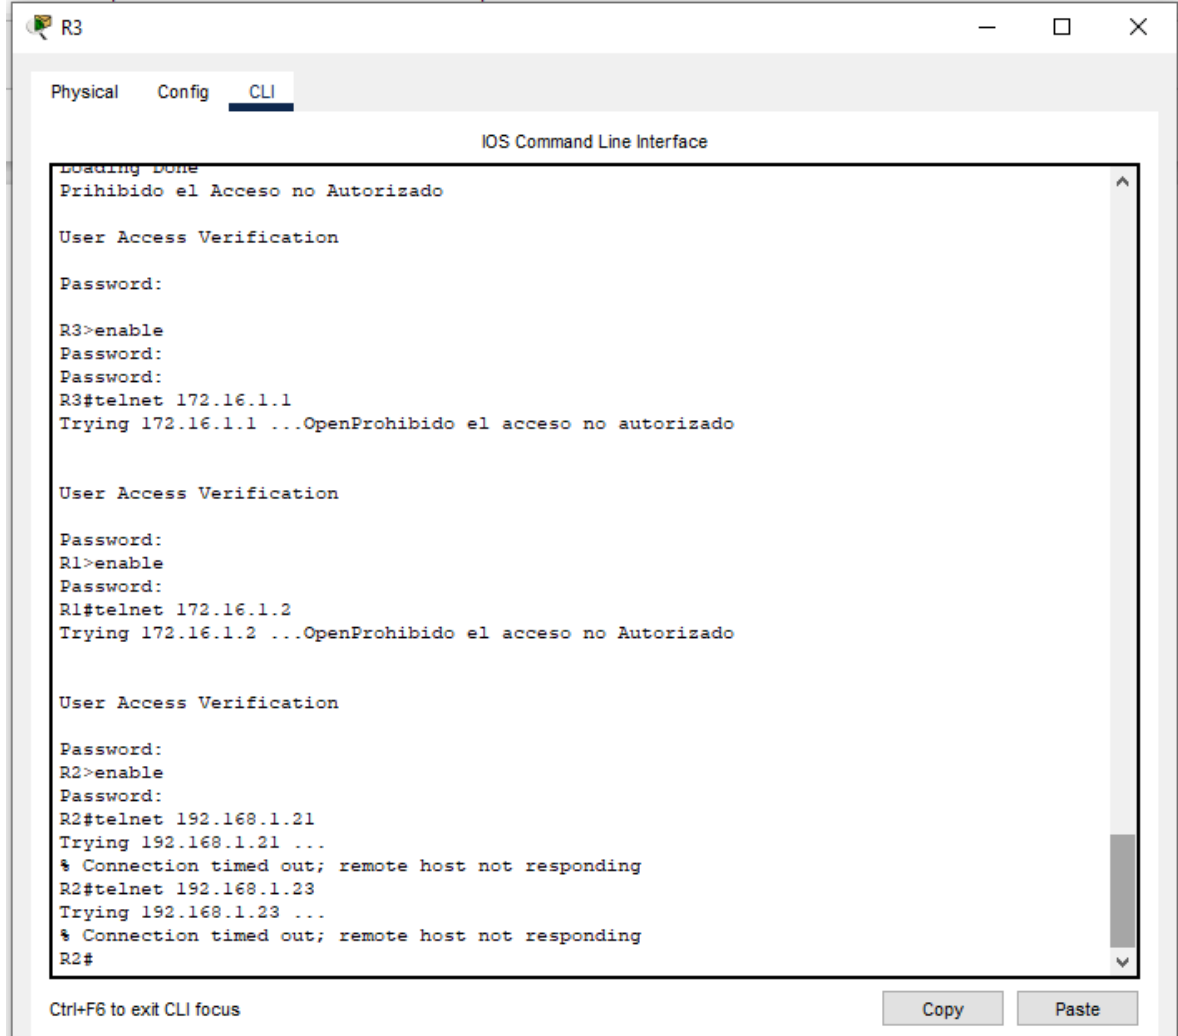 R3
Physical Config CLI
IOS Command Line Interface
Loading Done
Prihibido el Acceso no Autorizado
User Access Verification
Password:
R3>enable
Password:
Password:
R3#telnet 172.16.1.1
Trying 172.16.1.1 ...OpenProhibido el acceso no autorizado
User Access Verification
Password:
R1>enable
Password:
R1#telnet 172.16.1.2
Trying 172.16.1.2 ...OpenProhibido el acceso no Autorizado
User Access Verification
Password:
R2>enable
Password:
R2#telnet 192.168.1.21
Trying 192.168.1.21 ...
% Connection timed out; remote host not responding
R2#telnet 192.168.1.23
Trying 192.168.1.23 ...
% Connection timed out; remote host not responding
R2#
Ctrl+F6 to exit CLI focus Copy Paste